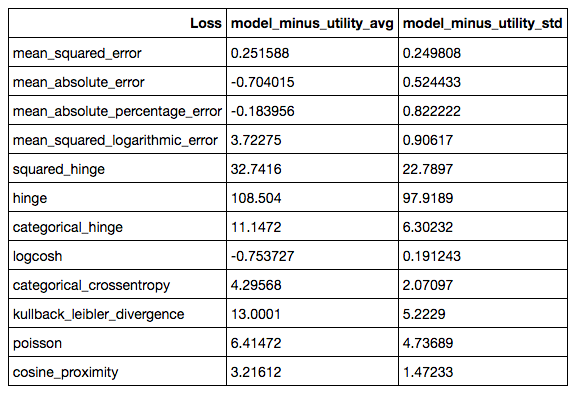 Loss model_minus_utility_avg model_minus_utility_std
mean_squared_error 0.251588 0.249808
mean_absolute_error -0.704015 0.524433
mean_absolute_percentage_error -0.183956 0.822222
mean_squared_logarithmic_error 3.72275 0.90617
squared_hinge 32.7416 22.7897
hinge 108.504 97.9189
categorical_hinge 11.1472 6.30232
logcosh -0.753727 0.191243
categorical_crossentropy 4.29568 2.07097
kullback_leibler_divergence 13.0001 5.2229
poisson 6.41472 4.73689
cosine_proximity 3.21612 1.47233